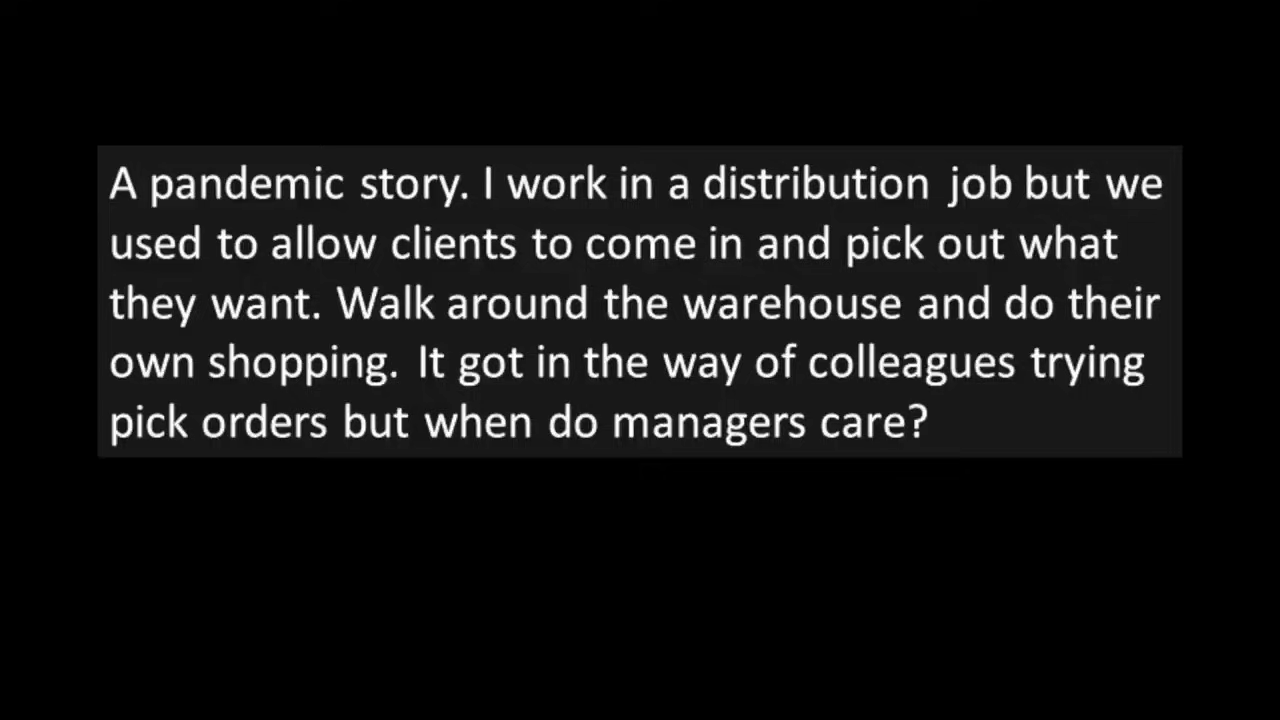 A pandemic story. I work in a distribution job but we
used to allow clients to come in and pick out what
they want. Walk around the warehouse and do their
own shopping. It got in the way of colleagues trying
pick orders but when do managers care?